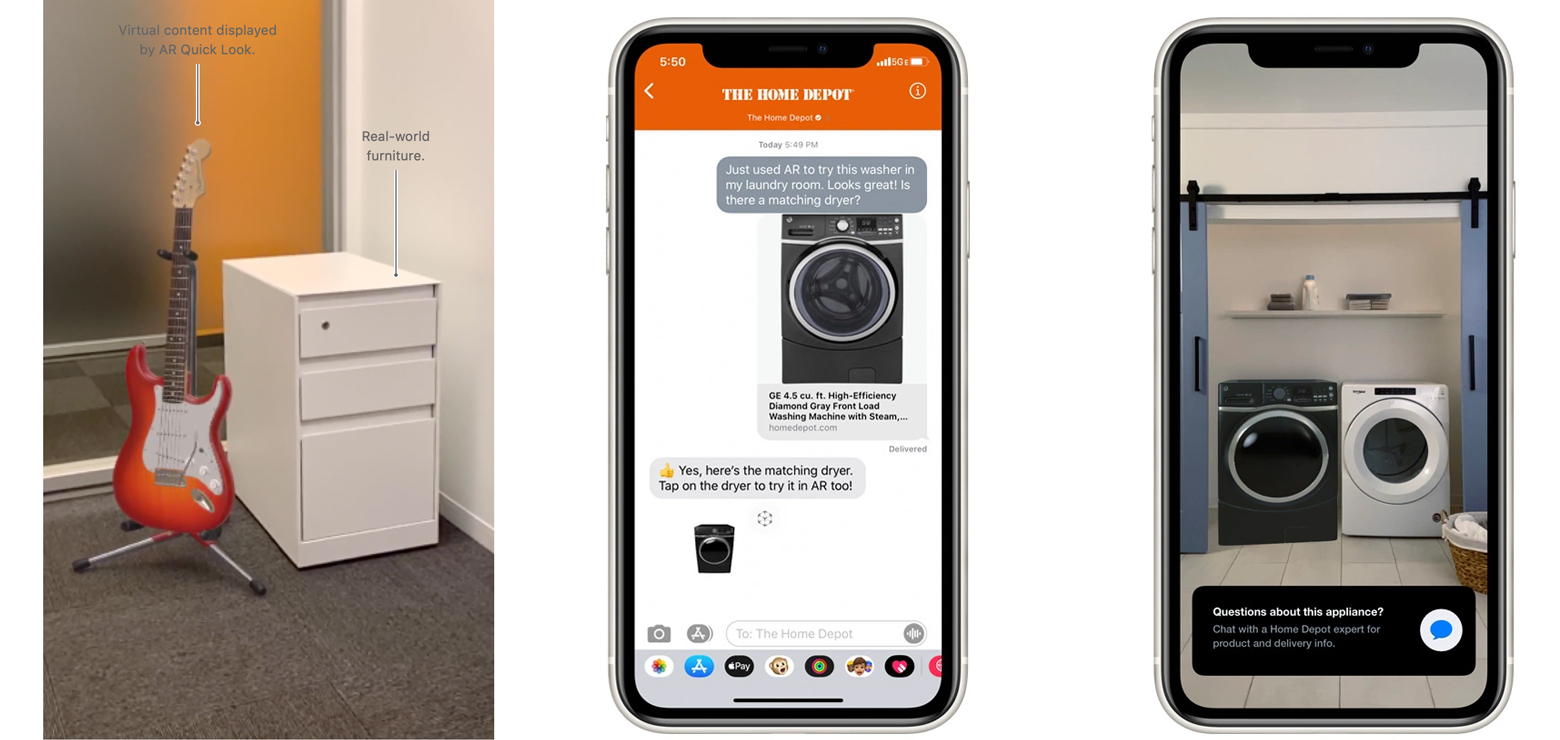 Virtual content displayed
by AR Quick Look.
Real-world
furniture.
5:50
5G E
THE HOME DEPOT
The Home Depot
Today 5:49 PM
Just used AR to try this washer in
my laundry room. Looks great! Is
there a matching dryer?
GE 4.5 cu. ft. High-Efficiency
Diamond Gray Front Load
Washing Machine with Steam,...
homedepot.com
Delivered
👍 Yes, here's the matching dryer.
Tap on the dryer to try it in AR too!
To: The Home Depot
Pay
Questions about this appliance?
Chat with a Home Depot expert for
product and delivery info.